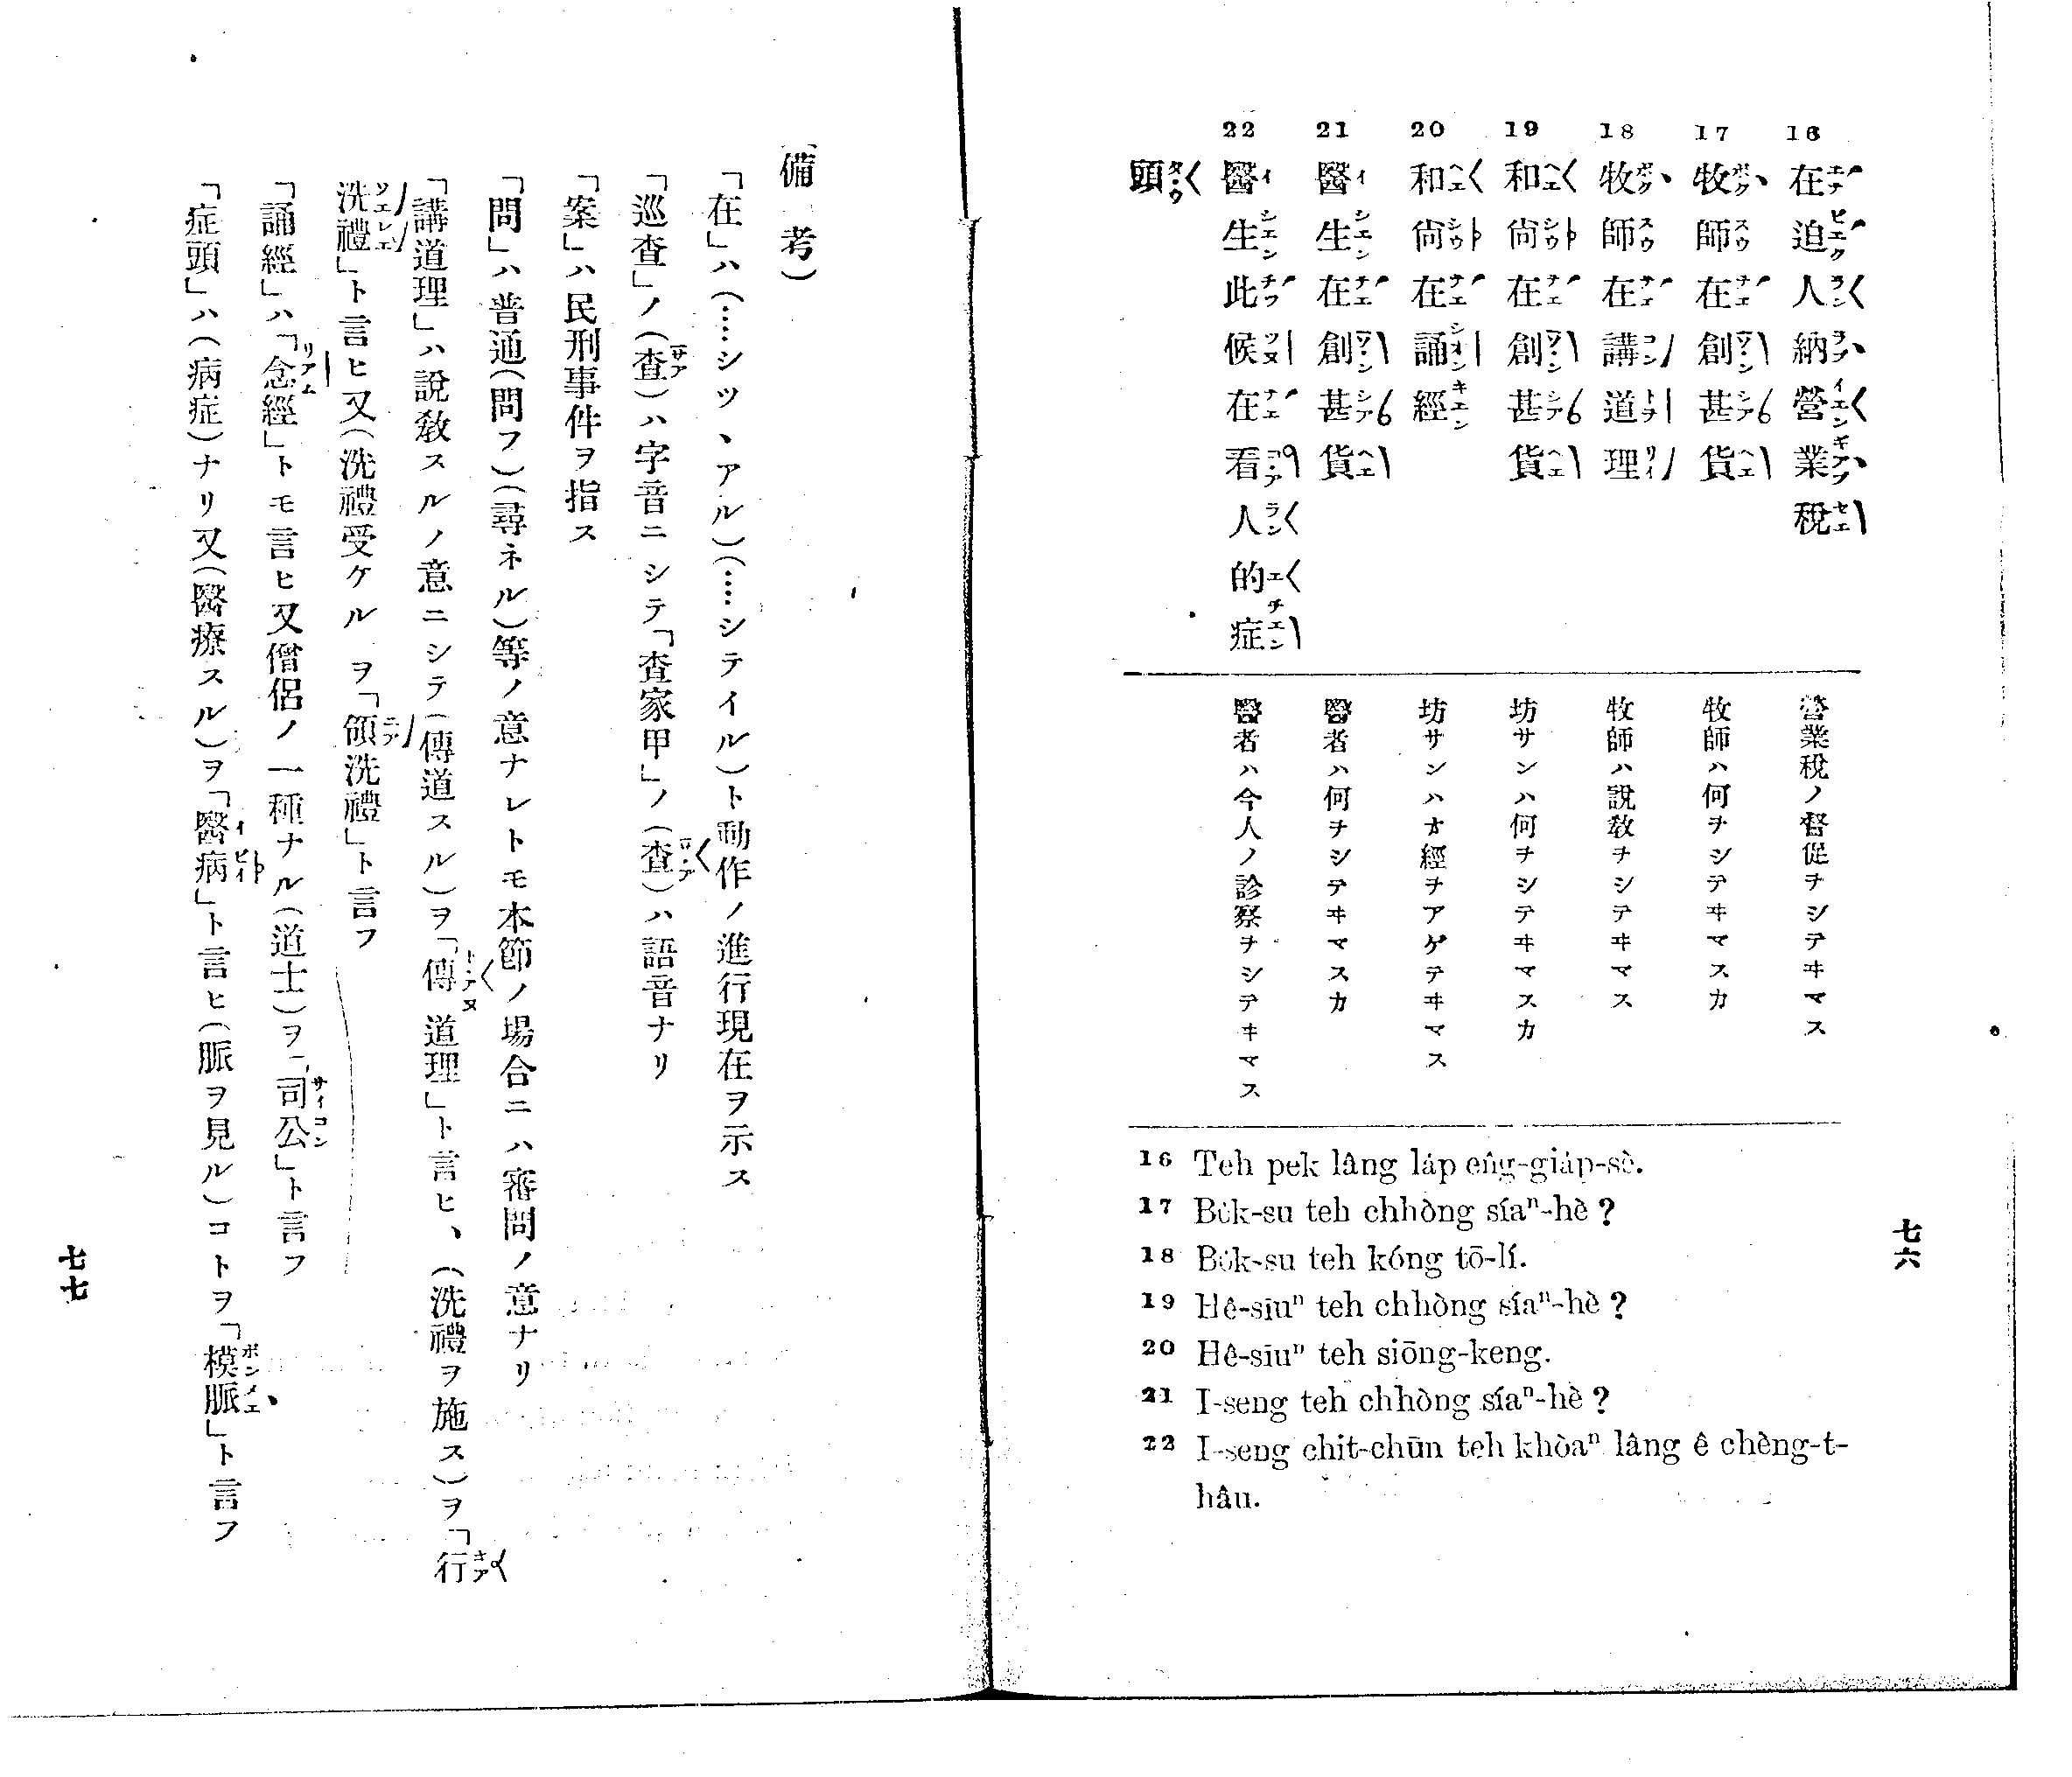 16 在迫人納營業稅
17 牧師在創甚貨
18 牧師在講道理
19 和尙在創甚貨
20 和尙在誦經
21 醫生在創甚貨
22 醫生此候在看人的症
頭
營業稅ノ督促ヲシテヰマス
牧師ハ何ヲシテヰマスカ
牧師ハ說敎ヲシテヰマス
坊サンハ何ヲシテヰマスカ
坊サンハオ經ヲアゲテヰマス
醫者ハ何ヲシテヰマスカ
醫者ハ今人ノ診察ヲシテヰマス
16 Teh pek lâng la̍p eng-gia̍p-sè.
17 Bo̍k-su teh chhòng síaⁿ-hè?
18 Bo̍k-su teh kóng tō-lí.
19 Hê-sīuⁿ teh chhòng síaⁿ-hè?
20 Hê-sīuⁿ teh siōng-keng.
21 I-seng teh chhòng síaⁿ-hè?
22 I-seng chit-chūn teh khòaⁿ lâng ê chèng-t-
hâu.
七六
(備考)
「在」ハ(……シツヽアル)(……シテイル)ト動作ノ進行現在ヲ示ス
「巡査」ノ(査)ハ字音ニシテ「査家甲」ノ(査)ハ語音ナリ
「案」ハ民刑事件ヲ指ス
「問」ハ普通(問フ)(尋ネル)等ノ意ナレトモ本節ノ場合ニハ審問ノ意ナリ
「講道理」ハ說敎スルノ意ニシテ(傳道スル)ヲ「傳道理」ト言ヒ、(洗禮ヲ施ス)ヲ「行
洗禮」ト言ヒ又(洗禮受ケルヲ「領洗禮」ト言フ
「誦經」ハ「念經」トモ言ヒ又僧侶ノ一種ナル(道士)ヲ「司公」ト言フ
「症頭」ハ(病症)ナリ又(醫療スル)ヲ「醫病」ト言ヒ(脈ヲ見ル)コトヲ「模脈」ト言フ
七七